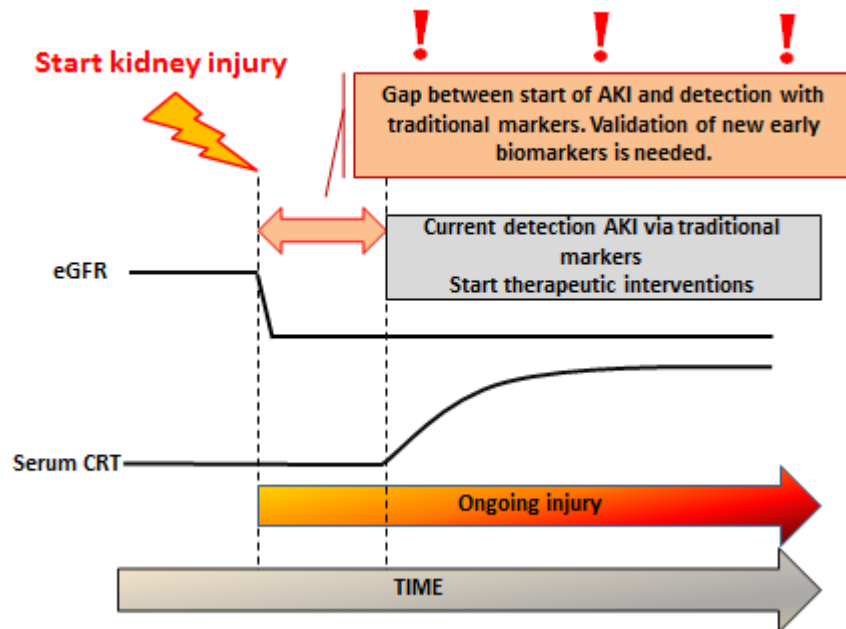 ! ! !
Start kidney injury
Gap between start of AKI and detection with
traditional markers. Validation of new early
biomarkers is needed.
Current detection AKI via traditional
markers
Start therapeutic interventions
eGFR
Serum CRT
Ongoing injury
TIME